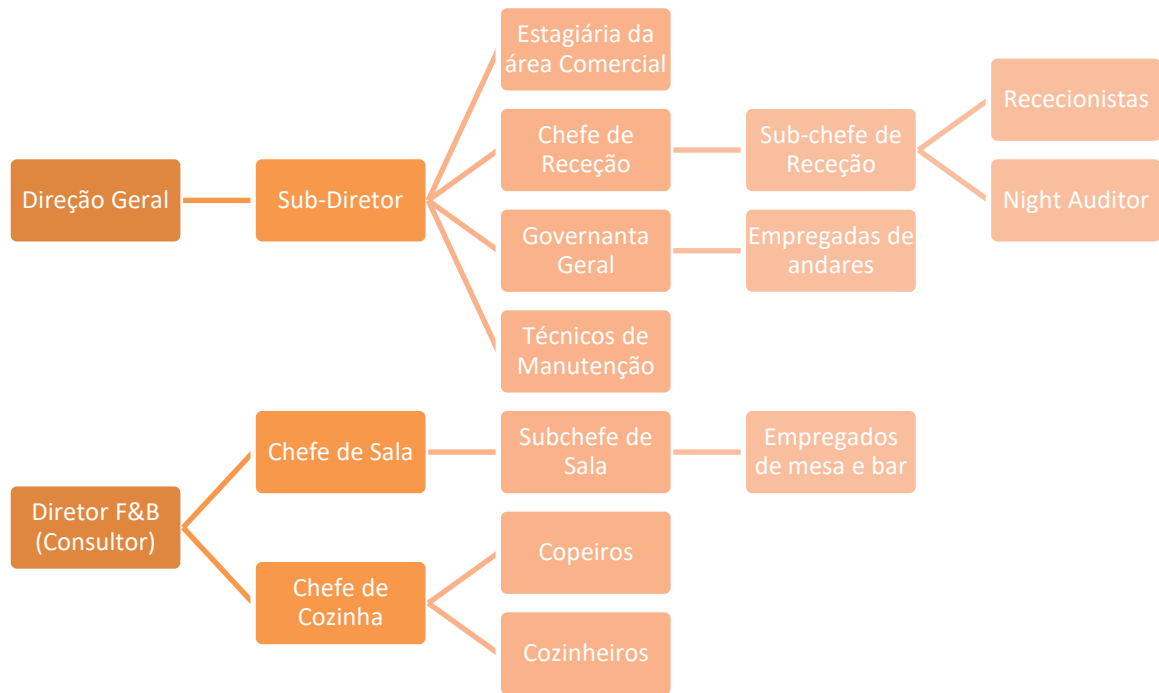 Estagiária da
área Comercial
Rececionistas
Chefe de
Receção
Sub-chefe de
Receção
Direção Geral
Sub-Diretor
Night Auditor
Governanta
Geral
Empregadas de
andares
Técnicos de
Manutenção
Chefe de Sala
Subchefe de
Sala
Empregados
de mesa e bar
Diretor F&B
(Consultor)
Copeiros
Chefe de
Cozinha
Cozinheiros